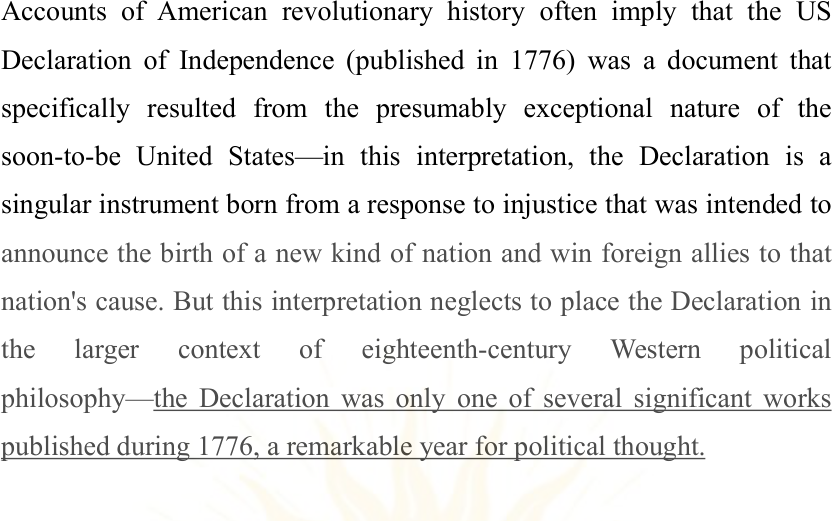 Accounts of American revolutionary history often imply that the US
Declaration of Independence (published in 1776) was a document that
specifically resulted from the presumably exceptional nature of the
soon-to-be United States—in this interpretation, the Declaration is a
singular instrument born from a response to injustice that was intended to
announce the birth of a new kind of nation and win foreign allies to that
nation's cause. But this interpretation neglects to place the Declaration in
the larger context of eighteenth-century Western political
philosophy—the Declaration was only one of several significant works
published during 1776, a remarkable year for political thought.